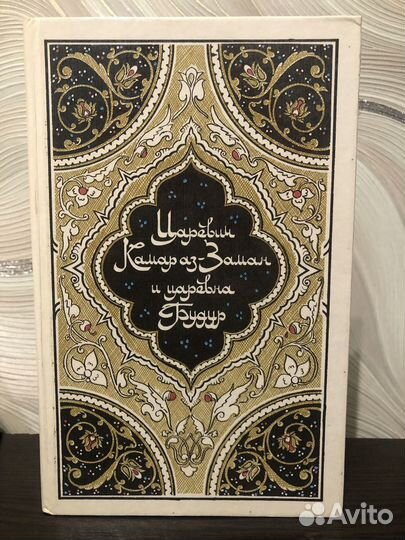 Царевич
Камар аз-Заман
и царевна
Будур
Avito